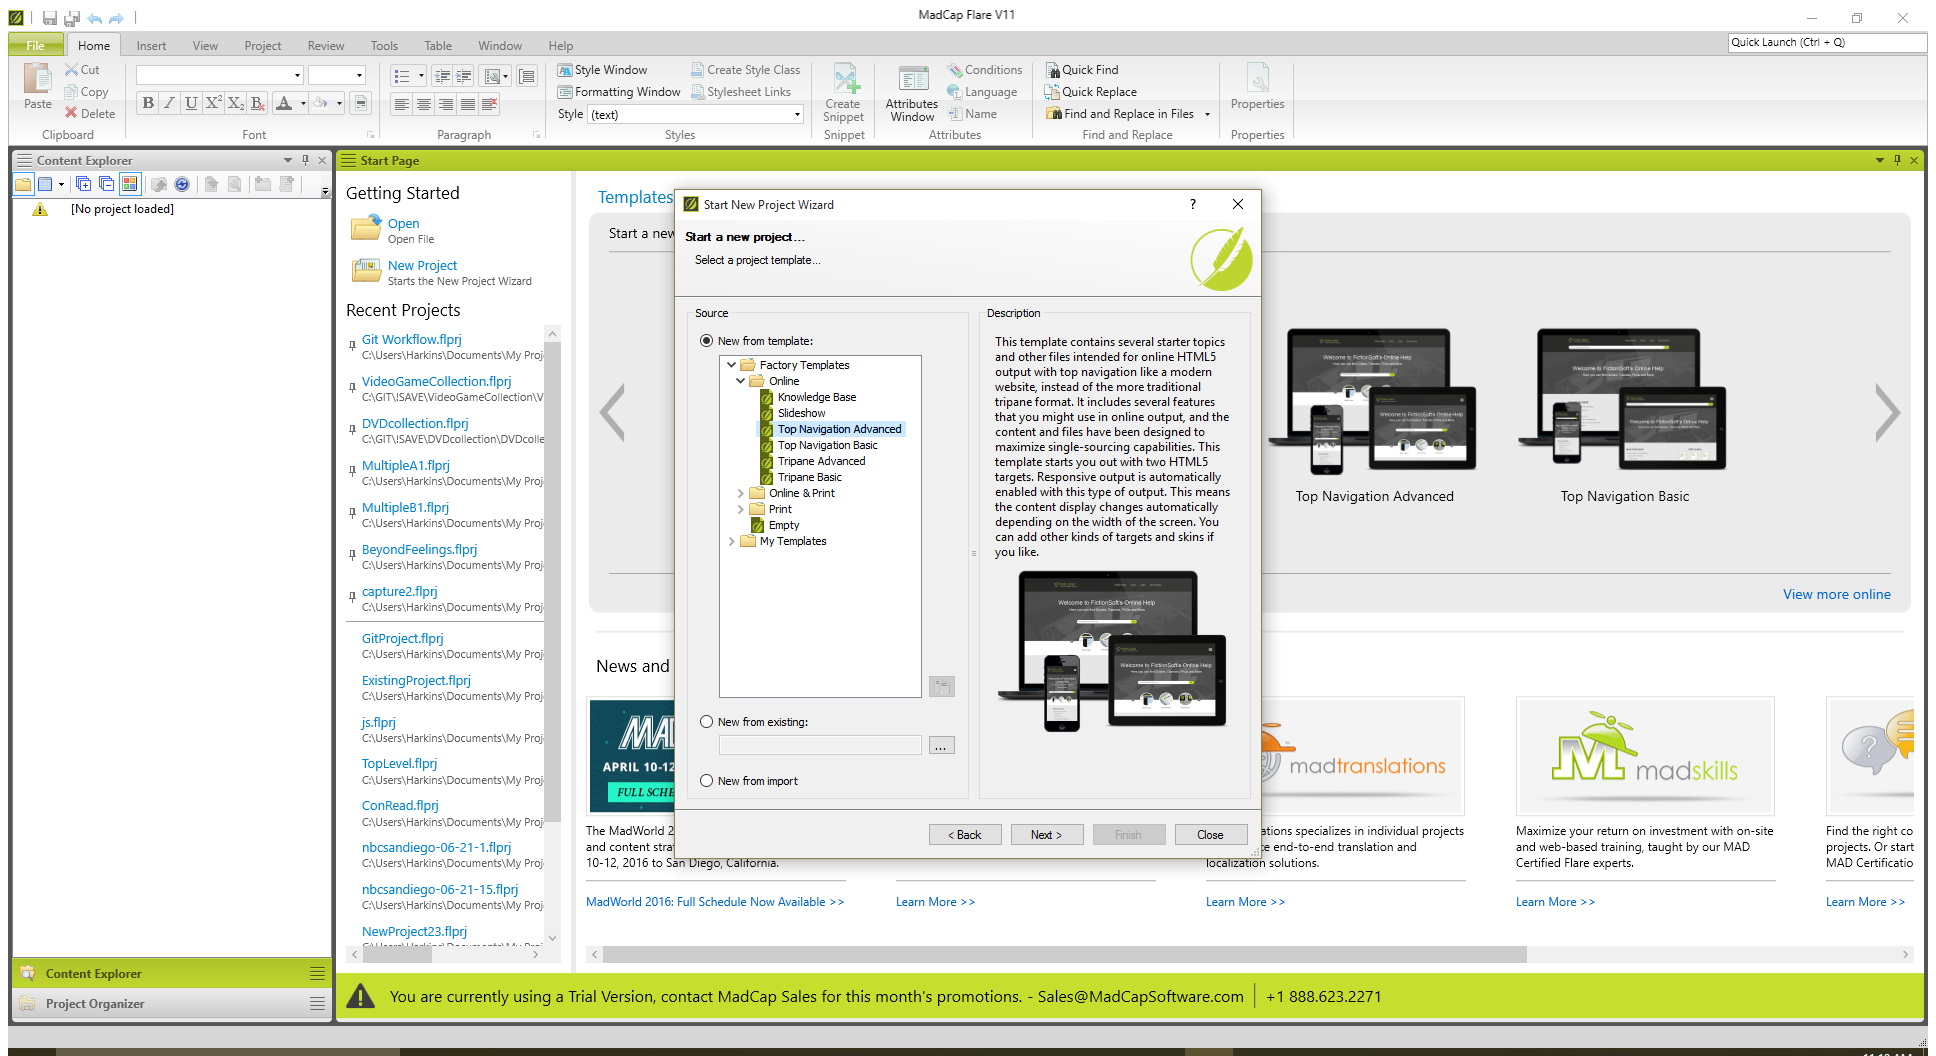 MadCap Flare V11
File Home Insert View Project Review Tools Table Window Help
Quick Launch (Ctrl + Q)
Paste
Cut
Copy
Delete
Clipboard
B I U X² X₂
Font
Paragraph
Style Window
Formatting Window
Style (text)
Create Style Class
Stylesheet Links
Styles
Create Snippet
Snippet
Attributes Window
Conditions
Language
Name
Attributes
Quick Find
Quick Replace
Find and Replace in Files
Find and Replace
Properties
Properties
Content Explorer
[No project loaded]
Content Explorer
Project Organizer
Start Page
Getting Started
Open
Open File
New Project
Starts the New Project Wizard
Recent Projects
Git Workflow.flprj
C:\Users\Harkins\Documents\My Proj
VideoGameCollection.flprj
C:\GIT\!SAVE\VideoGameCollection\V
DVDcollection.flprj
C:\GIT\!SAVE\DVDcollection\DVDcolle
MultipleA1.flprj
C:\Users\Harkins\Documents\My Proj
MultipleB1.flprj
C:\Users\Harkins\Documents\My Proj
BeyondFeelings.flprj
C:\Users\Harkins\Documents\My Proj
capture2.flprj
C:\Users\Harkins\Documents\My Proj
GitProject.flprj
C:\Users\Harkins\Documents\My Proj
ExistingProject.flprj
C:\Users\Harkins\Documents\My Proj
js.flprj
C:\Users\Harkins\Documents\My Proj
TopLevel.flprj
C:\Users\Harkins\Documents\My Proj
ConRead.flprj
C:\Users\Harkins\Documents\My Proj
nbcsandiego-06-21-1.flprj
C:\Users\Harkins\Documents\My Proj
nbcsandiego-06-21-15.flprj
C:\Users\Harkins\Documents\My Proj
NewProject23.flprj
Templates
Start a new
Start New Project Wizard
Start a new project...
Select a project template...
Source
New from template:
Factory Templates
Online
Knowledge Base
Slideshow
Top Navigation Advanced
Top Navigation Basic
Tripane Advanced
Tripane Basic
Online & Print
Print
Empty
My Templates
New from existing:
...
New from import
Description
This template contains several starter topics
and other files intended for online HTML5
output with top navigation like a modern
website, instead of the more traditional
tripane format. It includes several features
that you might use in online output, and the
content and files have been designed to
maximize single-sourcing capabilities. This
template starts you out with two HTML5
targets. Responsive output is automatically
enabled with this type of output. This means
the content display changes automatically
depending on the width of the screen. You
can add other kinds of targets and skins if
you like.
Welcome to FictionSoft's Online Help
Welcome to FictionSoft's Online Help
< Back
Next >
Finish
Close
Welcome to FictionSoft's Online Help
Top Navigation Advanced
Top Navigation Basic
View more online
News and
MAD
APRIL 10-12
FULL SCHE
The MadWorld 2
and content stra
10-12, 2016 to San Diego, California.
MadWorld 2016: Full Schedule Now Available >>
Learn More >>
madtranslations
ations specializes in individual projects
e end-to-end translation and
localization solutions.
Learn More >>
M madskills
Maximize your return on investment with on-site
and web-based training, taught by our MAD
Certified Flare experts.
Learn More >>
?
Find the right co
projects. Or start
MAD Certificatio
Learn More >>
You are currently using a Trial Version, contact MadCap Sales for this month's promotions. - Sales@MadCapSoftware.com | +1 888.623.2271